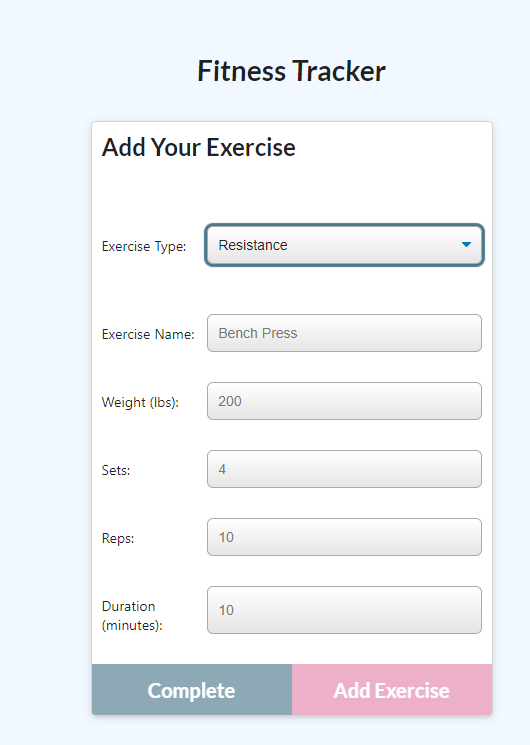 Fitness Tracker
Add Your Exercise
Exercise Type: Resistance
Exercise Name: Bench Press
Weight (lbs): 200
Sets: 4
Reps: 10
Duration
(minutes): 10
Complete Add Exercise